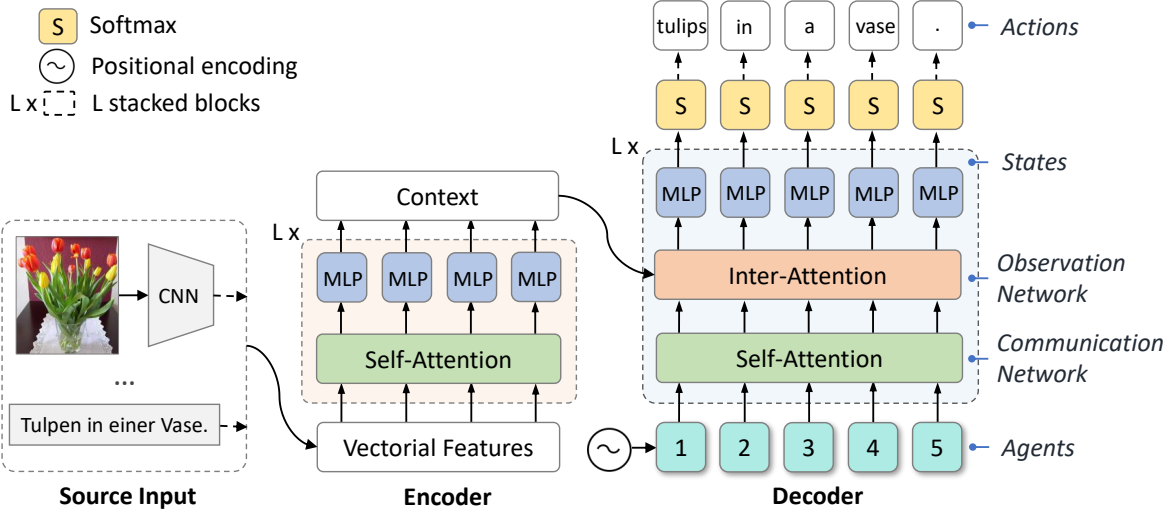 S Softmax
~ Positional encoding
L x L stacked blocks
tulips in a vase . Actions
S S S S S
L x
States
MLP MLP MLP MLP MLP
Context
L x
MLP MLP MLP MLP
Inter-Attention
Observation
Network
CNN
Self-Attention
Self-Attention
Communication
Network
...
Tulpen in einer Vase.
Vectorial Features
~ 1 2 3 4 5 Agents
Source Input
Encoder
Decoder